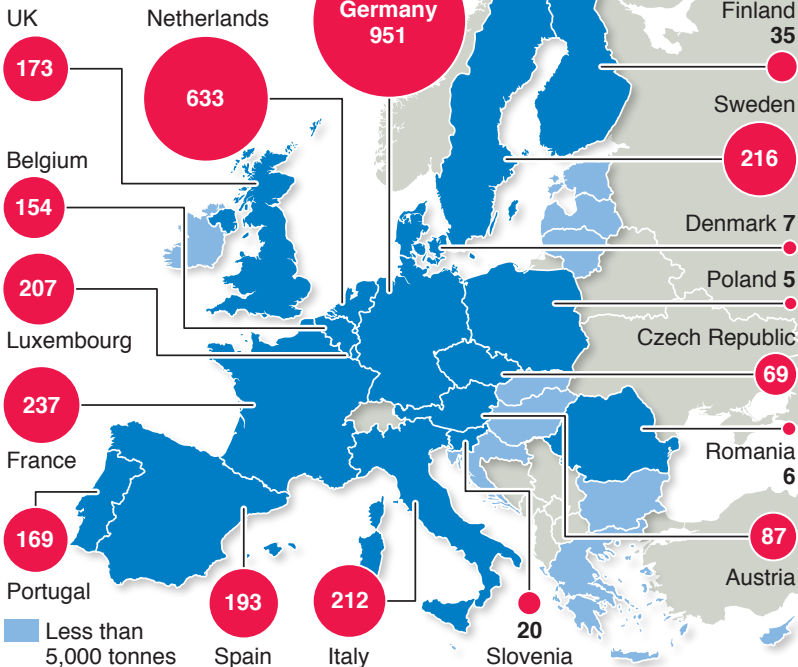 UK
173
Netherlands
633
Germany
951
Finland
35
Sweden
216
Belgium
154
Denmark 7
207
Luxembourg
Poland 5
Czech Republic
69
237
France
Romania
6
169
Portugal
87
Austria
193
Spain
212
Italy
20
Slovenia
Less than
5,000 tonnes